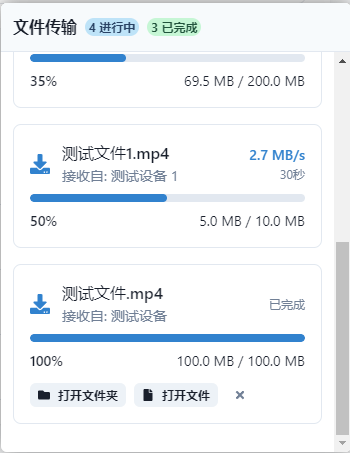 文件传输 4 进行中 3 已完成
35% 69.5 MB / 200.0 MB
测试文件1.mp4 2.7 MB/s
接收自: 测试设备 1 30秒
50% 5.0 MB / 10.0 MB
测试文件.mp4 已完成
接收自: 测试设备
100% 100.0 MB / 100.0 MB
打开文件夹 打开文件